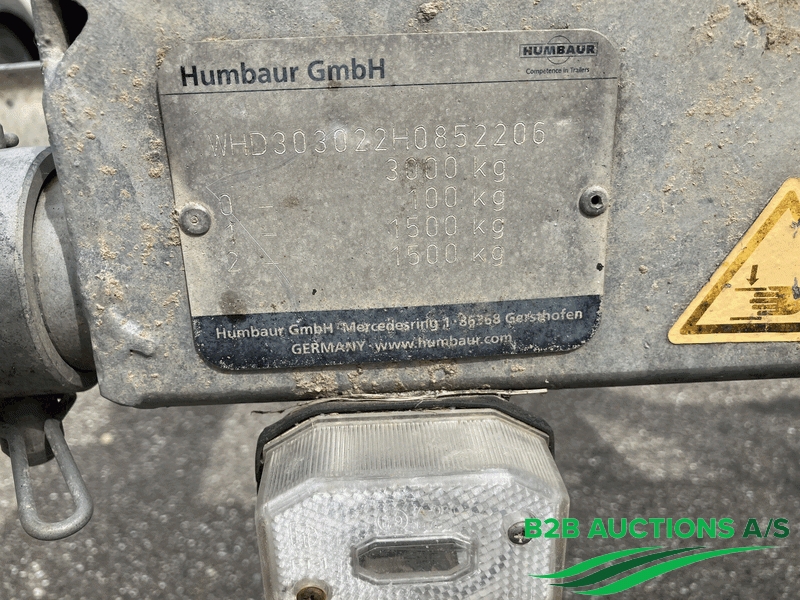 Humbaur GmbH
HUMBAUR
Competence in Trailers
WHD303022H0852206
3000 kg
0 - 100 kg
1 - 1500 kg
2 - 1500 kg
Humbaur GmbH · Mercedesring 1 · 86368 Gersthofen
GERMANY · www.humbaur.com
B2B AUCTIONS A/S